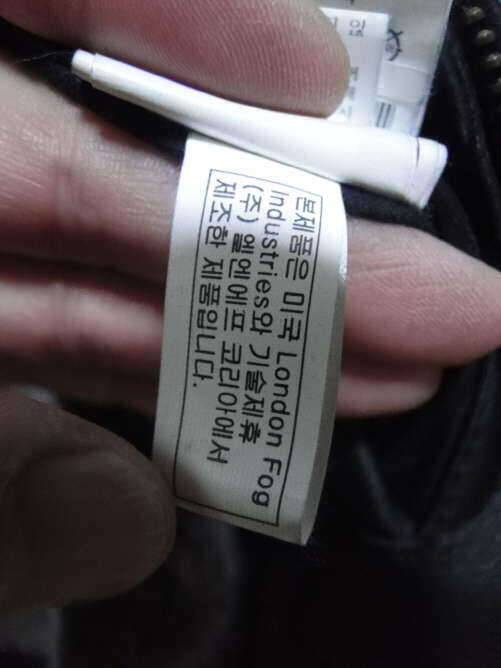 본제품은 미국 London Fog
Industries와 기술제휴
(주) 엘엔에프 코리아에서
제조한 제품입니다.